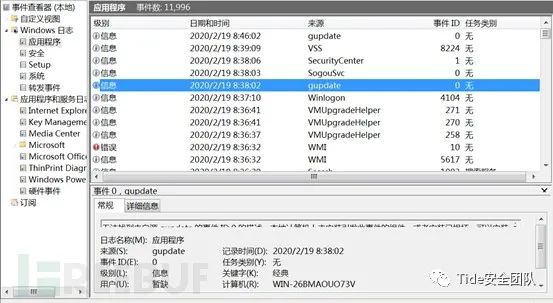 事件查看器 (本地)
自定义视图
Windows 日志
应用程序
安全
Setup
系统
转发事件
应用程序和服务日志
Internet Explorer
Key Management
Media Center
Microsoft
Microsoft Office
ThinPrint Diagn
Windows Power
硬件事件
订阅
应用程序 事件数: 11,996
级别 日期和时间 来源 事件 ID 任务类别
信息 2020/2/19 8:46:02 gupdate 0 无
信息 2020/2/19 8:39:09 VSS 8224 无
信息 2020/2/19 8:38:06 SecurityCenter 1 无
信息 2020/2/19 8:38:03 SogouSvc 0 无
信息 2020/2/19 8:38:02 gupdate 0 无
信息 2020/2/19 8:37:10 Winlogon 4104 无
信息 2020/2/19 8:36:41 VMUpgradeHelper 271 无
信息 2020/2/19 8:36:41 VMUpgradeHelper 270 无
信息 2020/2/19 8:36:37 VMUpgradeHelper 258 无
错误 2020/2/19 8:36:32 WMI 10 无
信息 2020/2/19 8:36:32 WMI 5617 无
事件 0，gupdate
常规 详细信息
日志名称(M): 应用程序
来源(S): gupdate 记录时间(D): 2020/2/19 8:38:02
事件 ID(E): 0 任务类别(Y): 无
级别(L): 信息 关键字(K): 经典
用户(U): 暂缺 计算机(R): WIN-26BMAOUO73V
Tide安全团队